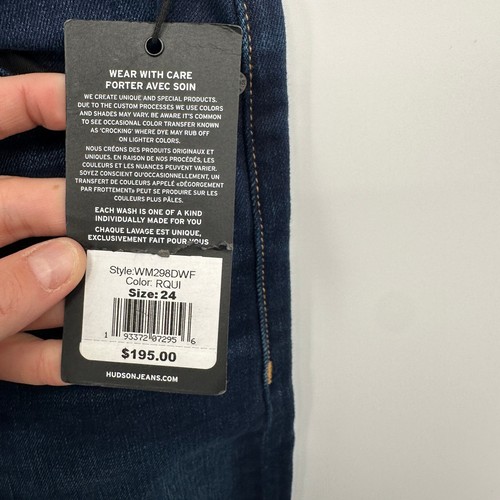 WEAR WITH CARE
FORTER AVEC SOIN
WE CREATE UNIQUE AND SPECIAL PRODUCTS.
DUE TO THE CUSTOM PROCESSES WE USE COLORS
AND SHADES MAY VARY. BE AWARE IT'S COMMON
TO SEE OCCASIONAL COLOR TRANSFER KNOWN
AS 'CROCKING' WHERE DYE MAY RUB OFF
ON LIGHTER COLORS.
NOUS CRÉONS DES PRODUITS ORIGINAUX ET
UNIQUES. EN RAISON DE NOS PROCÉDÉS, LES
COULEURS ET LES NUANCES PEUVENT VARIER.
SOYEZ CONSCIENT QU'OCCASIONNELLEMENT, UN
TRANSFERT DE COULEURS APPELÉ «DÉGORGEMENT
PAR FROTTEMENT» PEUT SE PRODUIRE SUR LES
COULEURS PLUS PÂLES.
EACH WASH IS ONE OF A KIND
INDIVIDUALLY MADE FOR YOU
CHAQUE LAVAGE EST UNIQUE,
EXCLUSIVEMENT FAIT POUR VOUS
Style:WM298DWF
Color: RQUI
Size: 24
1 93372 07295 6
$195.00
HUDSONJEANS.COM